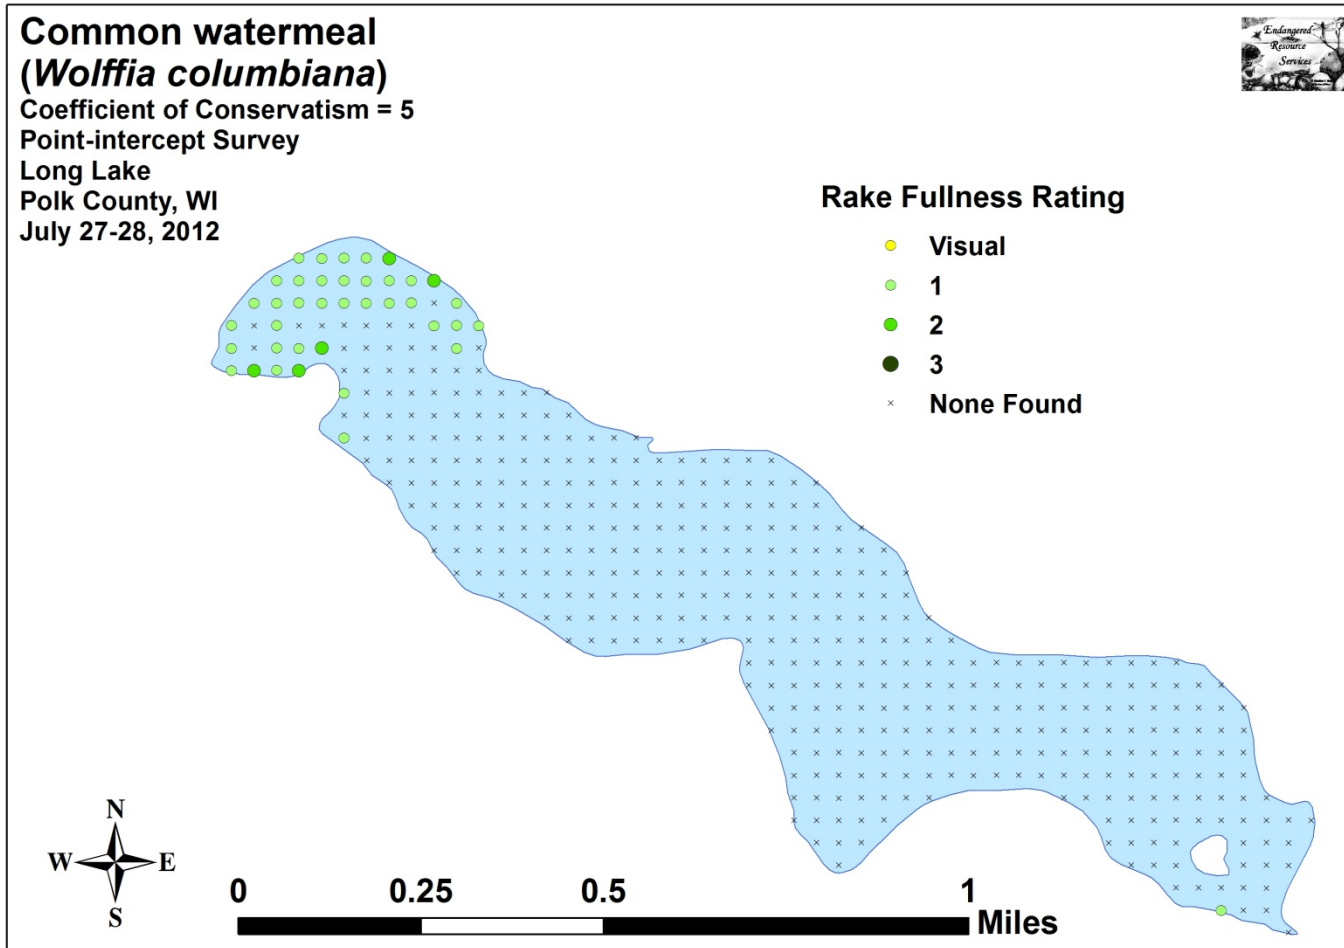 Common watermeal
(Wolffia columbiana)
Coefficient of Conservatism = 5
Point-intercept Survey
Long Lake
Polk County, WI
July 27-28, 2012
Endangered
Resource
Services
Rake Fullness Rating
Visual
1
2
3
None Found
N
W E
S
0 0.25 0.5 1
Miles